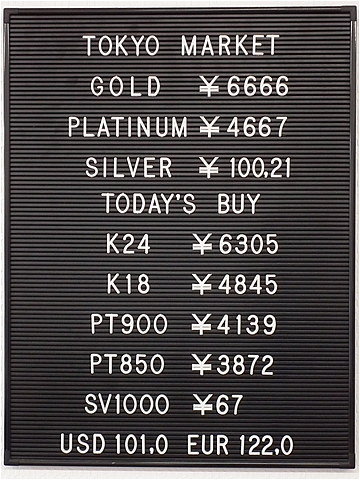 TOKYO MARKET
GOLD ¥6666
PLATINUM ¥4667
SILVER ¥100.21
TODAY'S BUY
K24 ¥6305
K18 ¥4845
PT900 ¥4139
PT850 ¥3872
SV1000 ¥67
USD 101.0 EUR 122.0